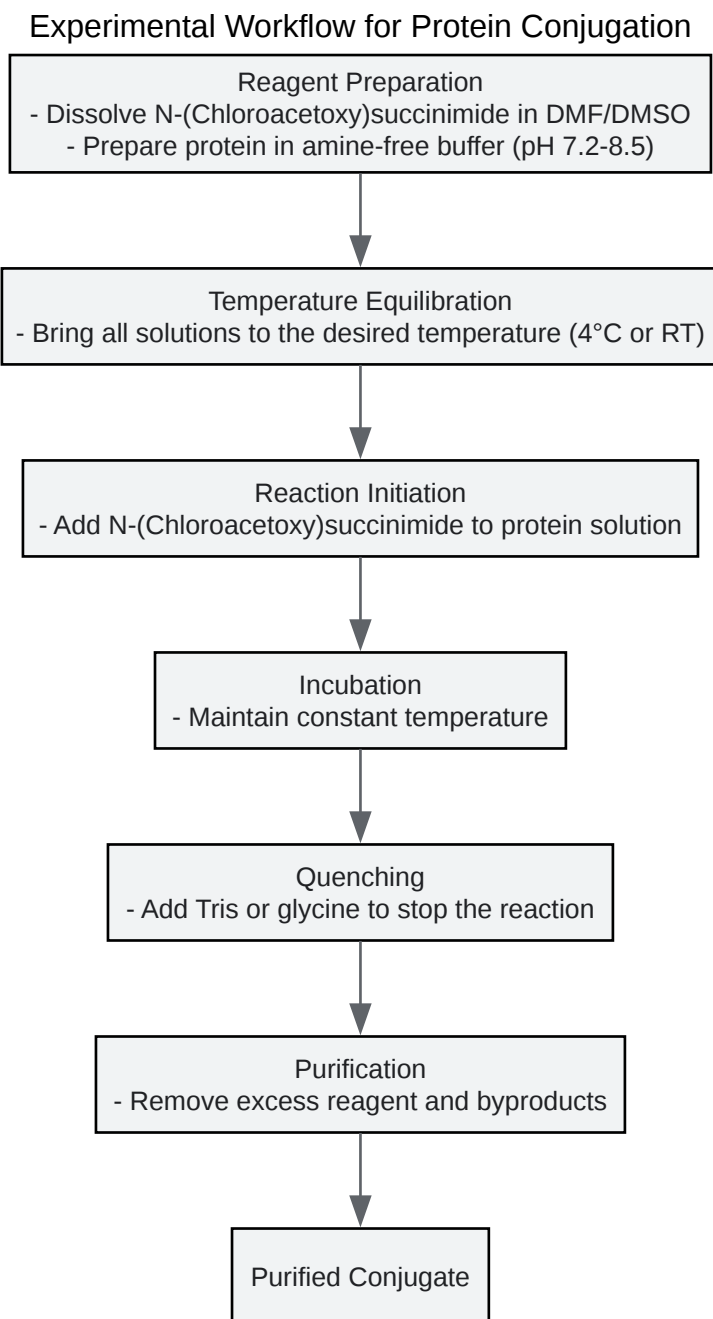 Experimental Workflow for Protein Conjugation
Reagent Preparation
- Dissolve N-(Chloroacetoxy)succinimide in DMF/DMSO
- Prepare protein in amine-free buffer (pH 7.2-8.5)
Temperature Equilibration
- Bring all solutions to the desired temperature (4°C or RT)
Reaction Initiation
- Add N-(Chloroacetoxy)succinimide to protein solution
Incubation
- Maintain constant temperature
Quenching
- Add Tris or glycine to stop the reaction
Purification
- Remove excess reagent and byproducts
Purified Conjugate